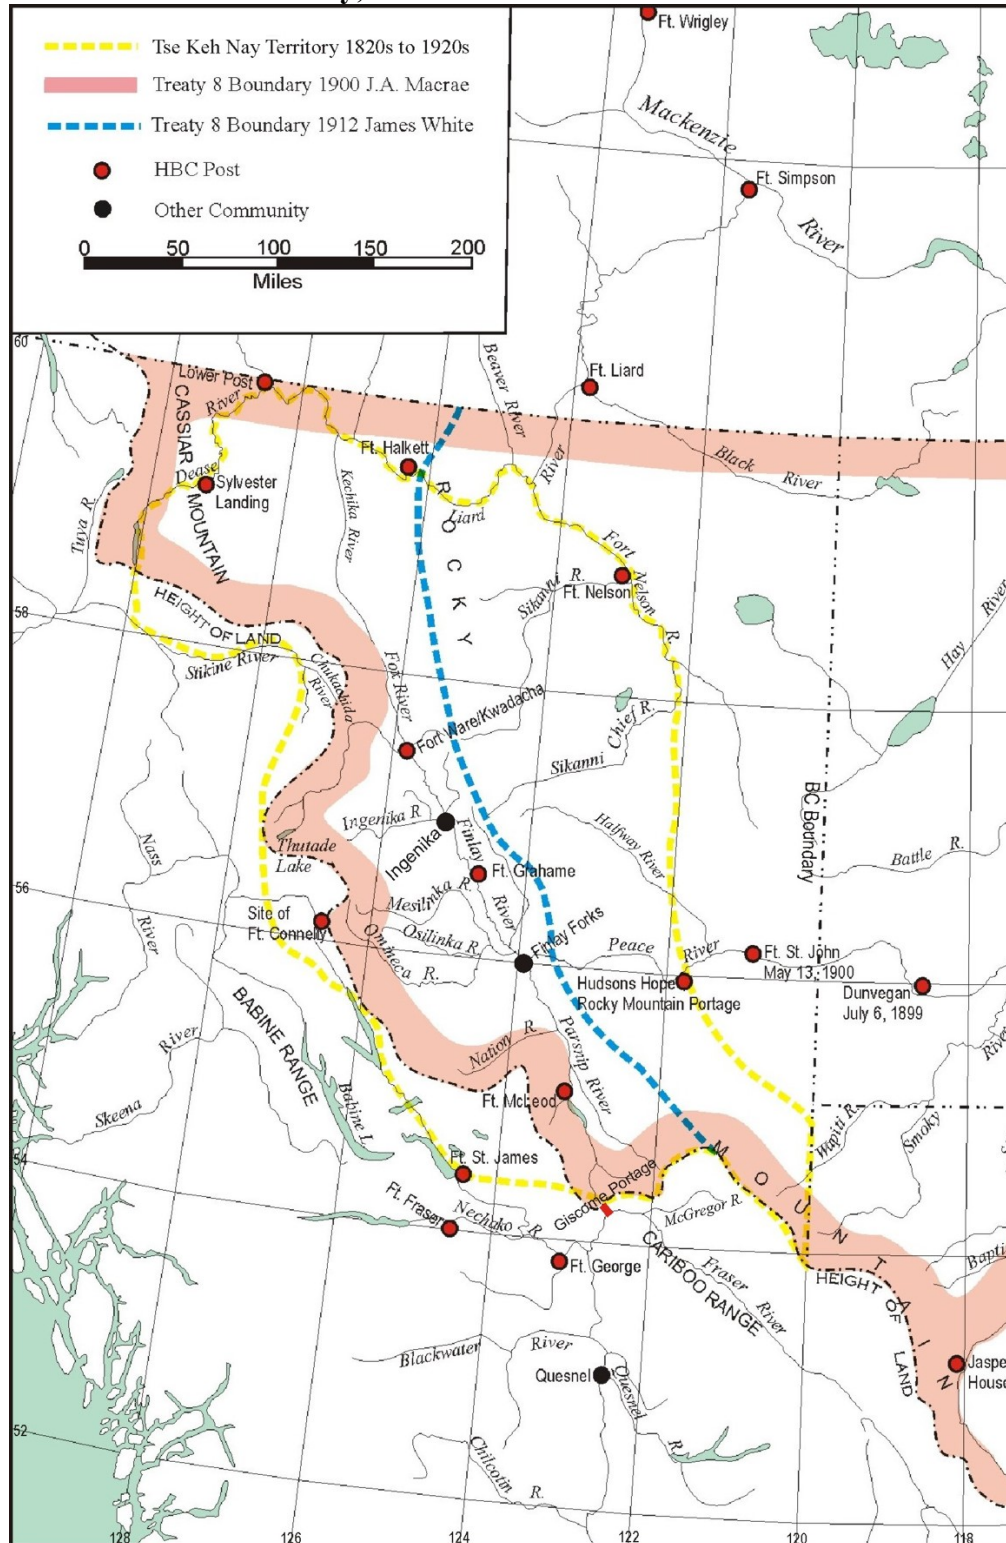 Tse Keh Nay Territory 1820s to 1920s
Treaty 8 Boundary 1900 J.A. Macrae
Treaty 8 Boundary 1912 James White
HBC Post
Other Community
0 50 100 150 200
Miles
Ft. Wrigley
Mackenzie
River
Ft. Simpson
60
Lower Post
River
Beaver River
Ft. Liard
CASSIAR
MOUNTAIN
Dease
Sylvester
Landing
Ft. Halkett
Kechika River
ROCKY
Liard
River
Black
River
Tuya R.
Fort
Nelson
R.
Sikanni R.
Ft. Nelson
58
HEIGHT OF LAND
Stikine River
Chukachida
River
Fox River
Fort Ware/Kwadacha
Sikanni
Chief R.
Hay
River
BC Boundary
Ingenika R
Ingenika
Finlay
River
Halfway River
Battle R.
Thutade
Lake
Nass
River
Ft. Grahame
Mesilinka R.
56
Site of
Ft. Connelly
Omineca R.
Osilinka R.
Finlay Forks
Peace
River
Ft. St. John
May 13, 1900
Hudsons Hope
Rocky Mountain Portage
Dunvegan
July 6, 1899
BABINE RANGE
River
Skeena
Babine L.
Nation R.
Parsnip
River
Ft. McLeod
River
Wapiti R.
Smoky
54
Ft. St. James
Ft. Fraser
Nechako R.
Giscome Portage
McGregor R.
MOUNTAIN
Ft. George
CARIBOO RANGE
Fraser
River
HEIGHT OF
LAND
Blackwater
River
Quesnel
Quesnel
R.
52
Chilcotin
R.
128
126
124
122
120
118